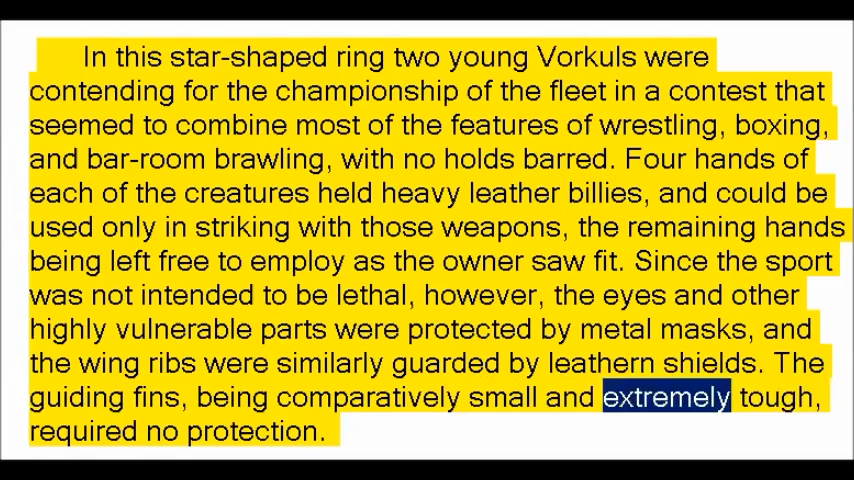 In this star-shaped ring two young Vorkuls were
contending for the championship of the fleet in a contest that
seemed to combine most of the features of wrestling, boxing,
and bar-room brawling, with no holds barred. Four hands of
each of the creatures held heavy leather billies, and could be
used only in striking with those weapons, the remaining hands
being left free to employ as the owner saw fit. Since the sport
was not intended to be lethal, however, the eyes and other
highly vulnerable parts were protected by metal masks, and
the wing ribs were similarly guarded by leathern shields. The
guiding fins, being comparatively small and extremely tough,
required no protection.